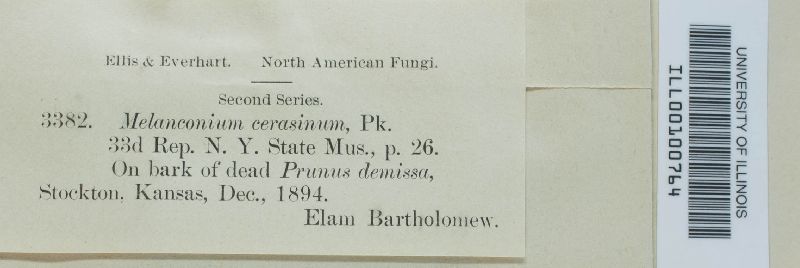 Ellis & Everhart. North American Fungi.
Second Series.
3382. Melanconium cerasinum, Pk.
33d Rep. N. Y. State Mus., p. 26.
On bark of dead Prunus demissa,
Stockton, Kansas, Dec., 1894.
Elam Bartholomew.
UNIVERSITY OF ILLINOIS
ILL00100764